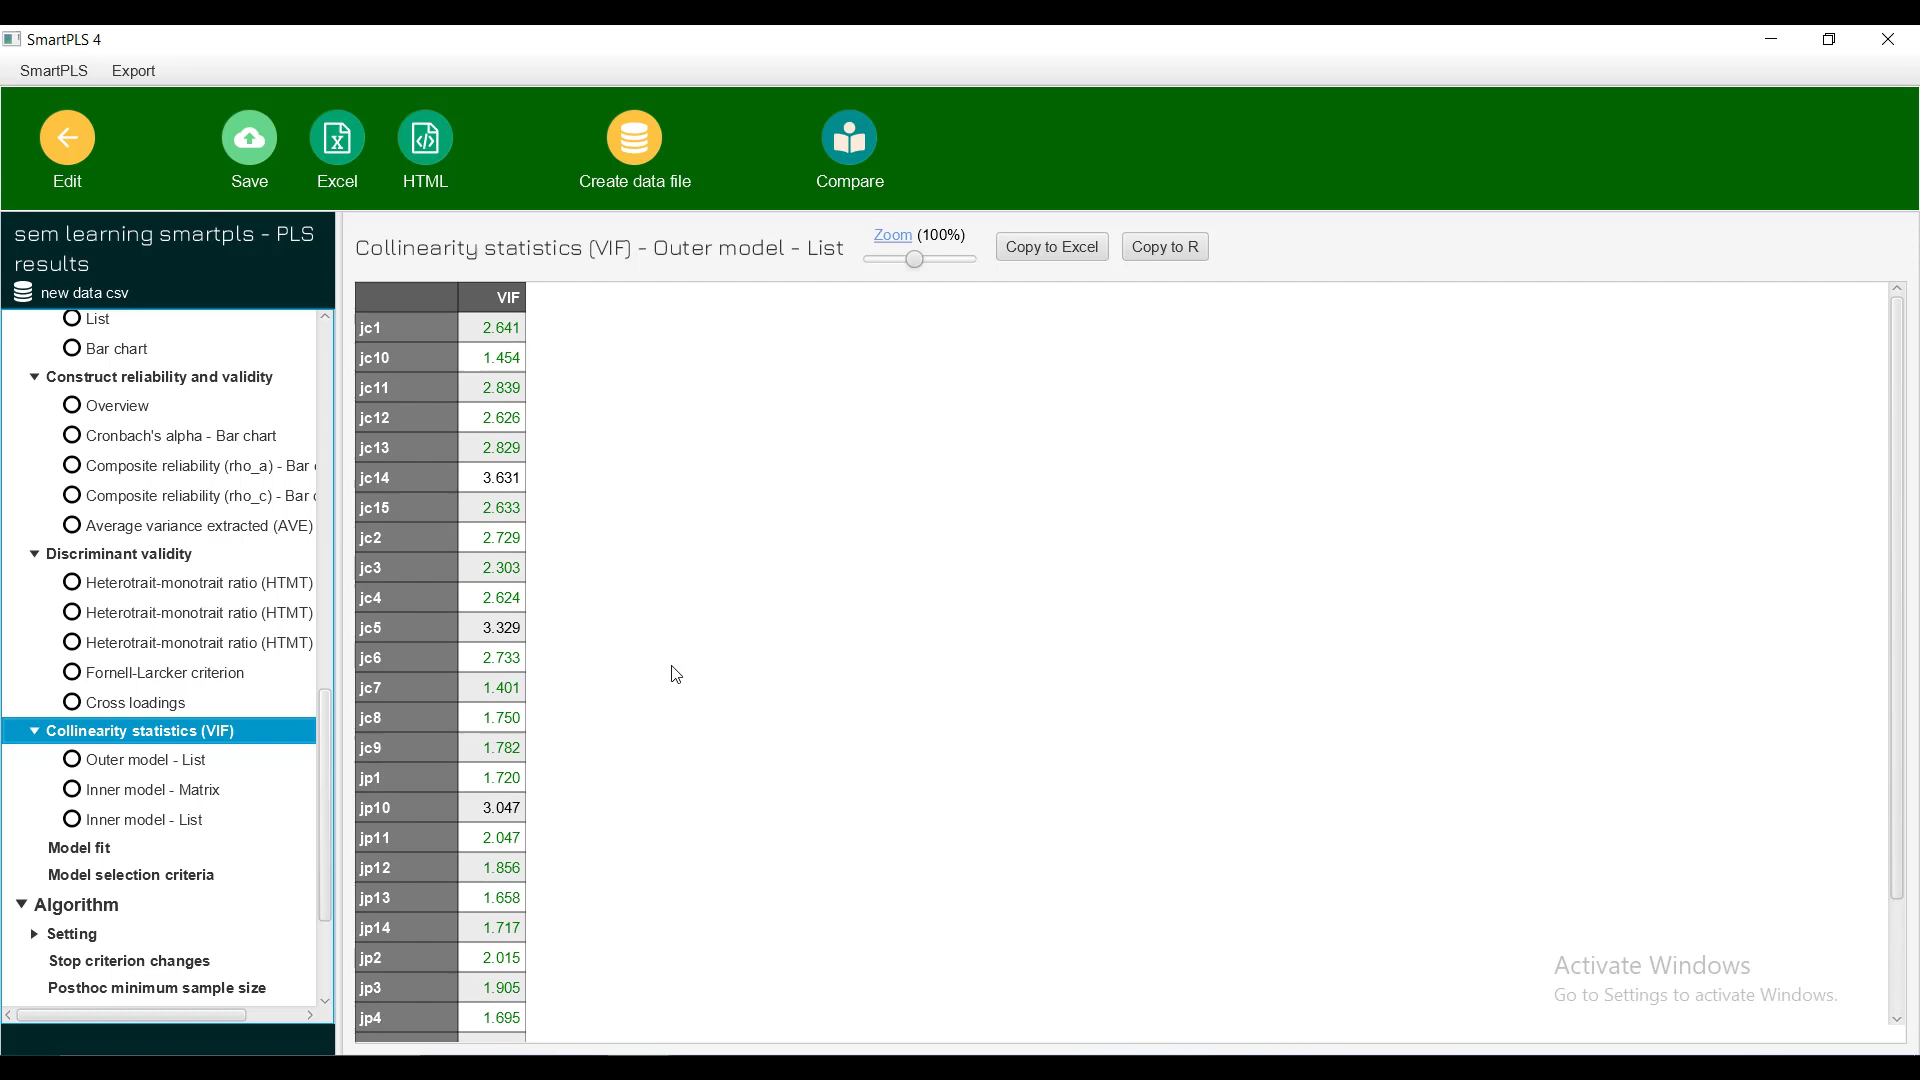 SmartPLS 4
SmartPLS Export
Edit Save Excel HTML Create data file Compare
sem learning smartpls - PLS
results
new data csv
List
Bar chart
Construct reliability and validity
Overview
Cronbach's alpha - Bar chart
Composite reliability (rho_a) - Bar
Composite reliability (rho_c) - Bar
Average variance extracted (AVE)
Discriminant validity
Heterotrait-monotrait ratio (HTMT)
Heterotrait-monotrait ratio (HTMT)
Heterotrait-monotrait ratio (HTMT)
Fornell-Larcker criterion
Cross loadings
Collinearity statistics (VIF)
Outer model - List
Inner model - Matrix
Inner model - List
Model fit
Model selection criteria
Algorithm
Setting
Stop criterion changes
Posthoc minimum sample size
Collinearity statistics (VIF) - Outer model - List
Zoom (100%)
Copy to Excel Copy to R
VIF
jc1 2.641
jc10 1.454
jc11 2.839
jc12 2.626
jc13 2.829
jc14 3.631
jc15 2.633
jc2 2.729
jc3 2.303
jc4 2.624
jc5 3.329
jc6 2.733
jc7 1.401
jc8 1.750
jc9 1.782
jp1 1.720
jp10 3.047
jp11 2.047
jp12 1.856
jp13 1.658
jp14 1.717
jp2 2.015
jp3 1.905
jp4 1.695
Activate Windows
Go to Settings to activate Windows.